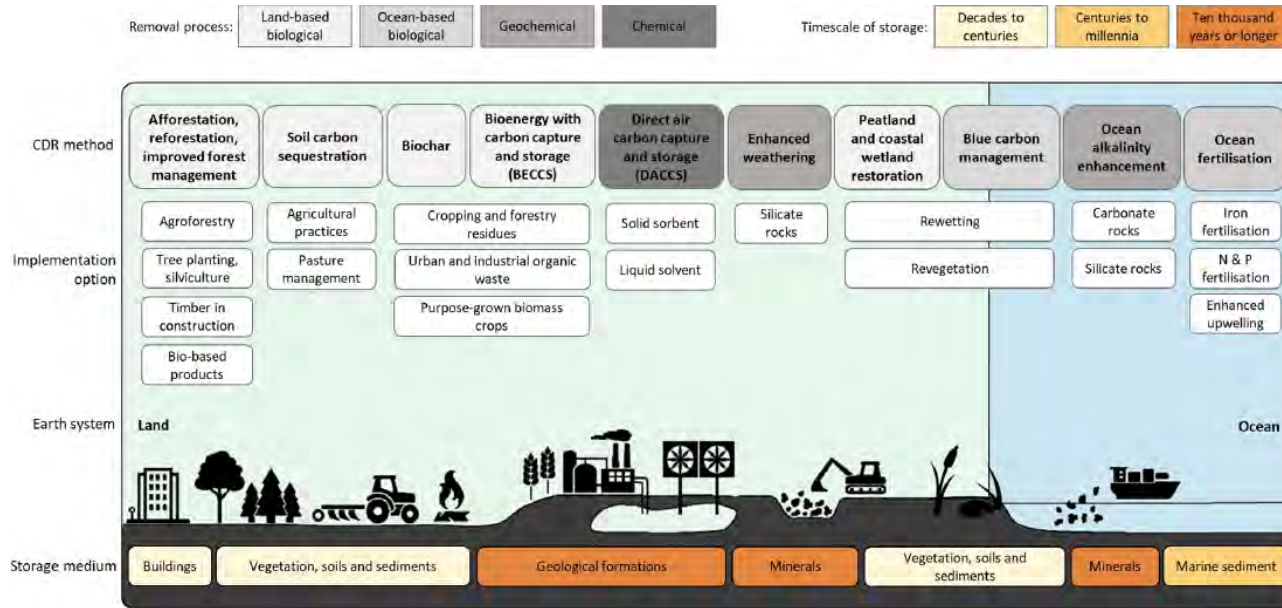 Removal process:
Land-based
biological
Ocean-based
biological
Geochemical
Chemical
Timescale of storage:
Decades to
centuries
Centuries to
millennia
Ten thousand
years or longer
CDR method
Afforestation,
reforestation,
improved forest
management
Soil carbon
sequestration
Biochar
Bioenergy with
carbon capture
and storage
(BECCS)
Direct air
carbon capture
and storage
(DACCS)
Enhanced
weathering
Peatland
and coastal
wetland
restoration
Blue carbon
management
Ocean
alkalinity
enhancement
Ocean
fertilisation
Implementation
option
Agroforestry
Tree planting,
silviculture
Timber in
construction
Bio-based
products
Agricultural
practices
Pasture
management
Cropping and forestry
residues
Urban and industrial organic
waste
Purpose-grown biomass
crops
Solid sorbent
Liquid solvent
Silicate
rocks
Rewetting
Revegetation
Carbonate
rocks
Silicate rocks
Iron
fertilisation
N & P
fertilisation
Enhanced
upwelling
Earth system
Land
Ocean
Storage medium
Buildings
Vegetation, soils and sediments
Geological formations
Minerals
Vegetation, soils and
sediments
Minerals
Marine sediment